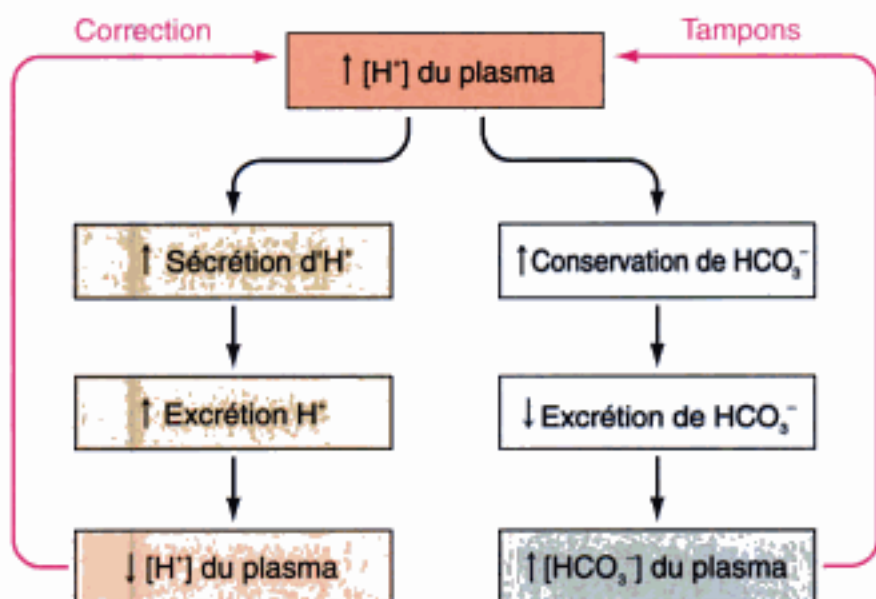 Correction
Tampons
↑ [H⁺] du plasma
↑ Sécrétion d'H⁺
↑ Conservation de HCO₃⁻
↑ Excrétion H⁺
↓ Excrétion de HCO₃⁻
↓ [H⁺] du plasma
↑ [HCO₃⁻] du plasma